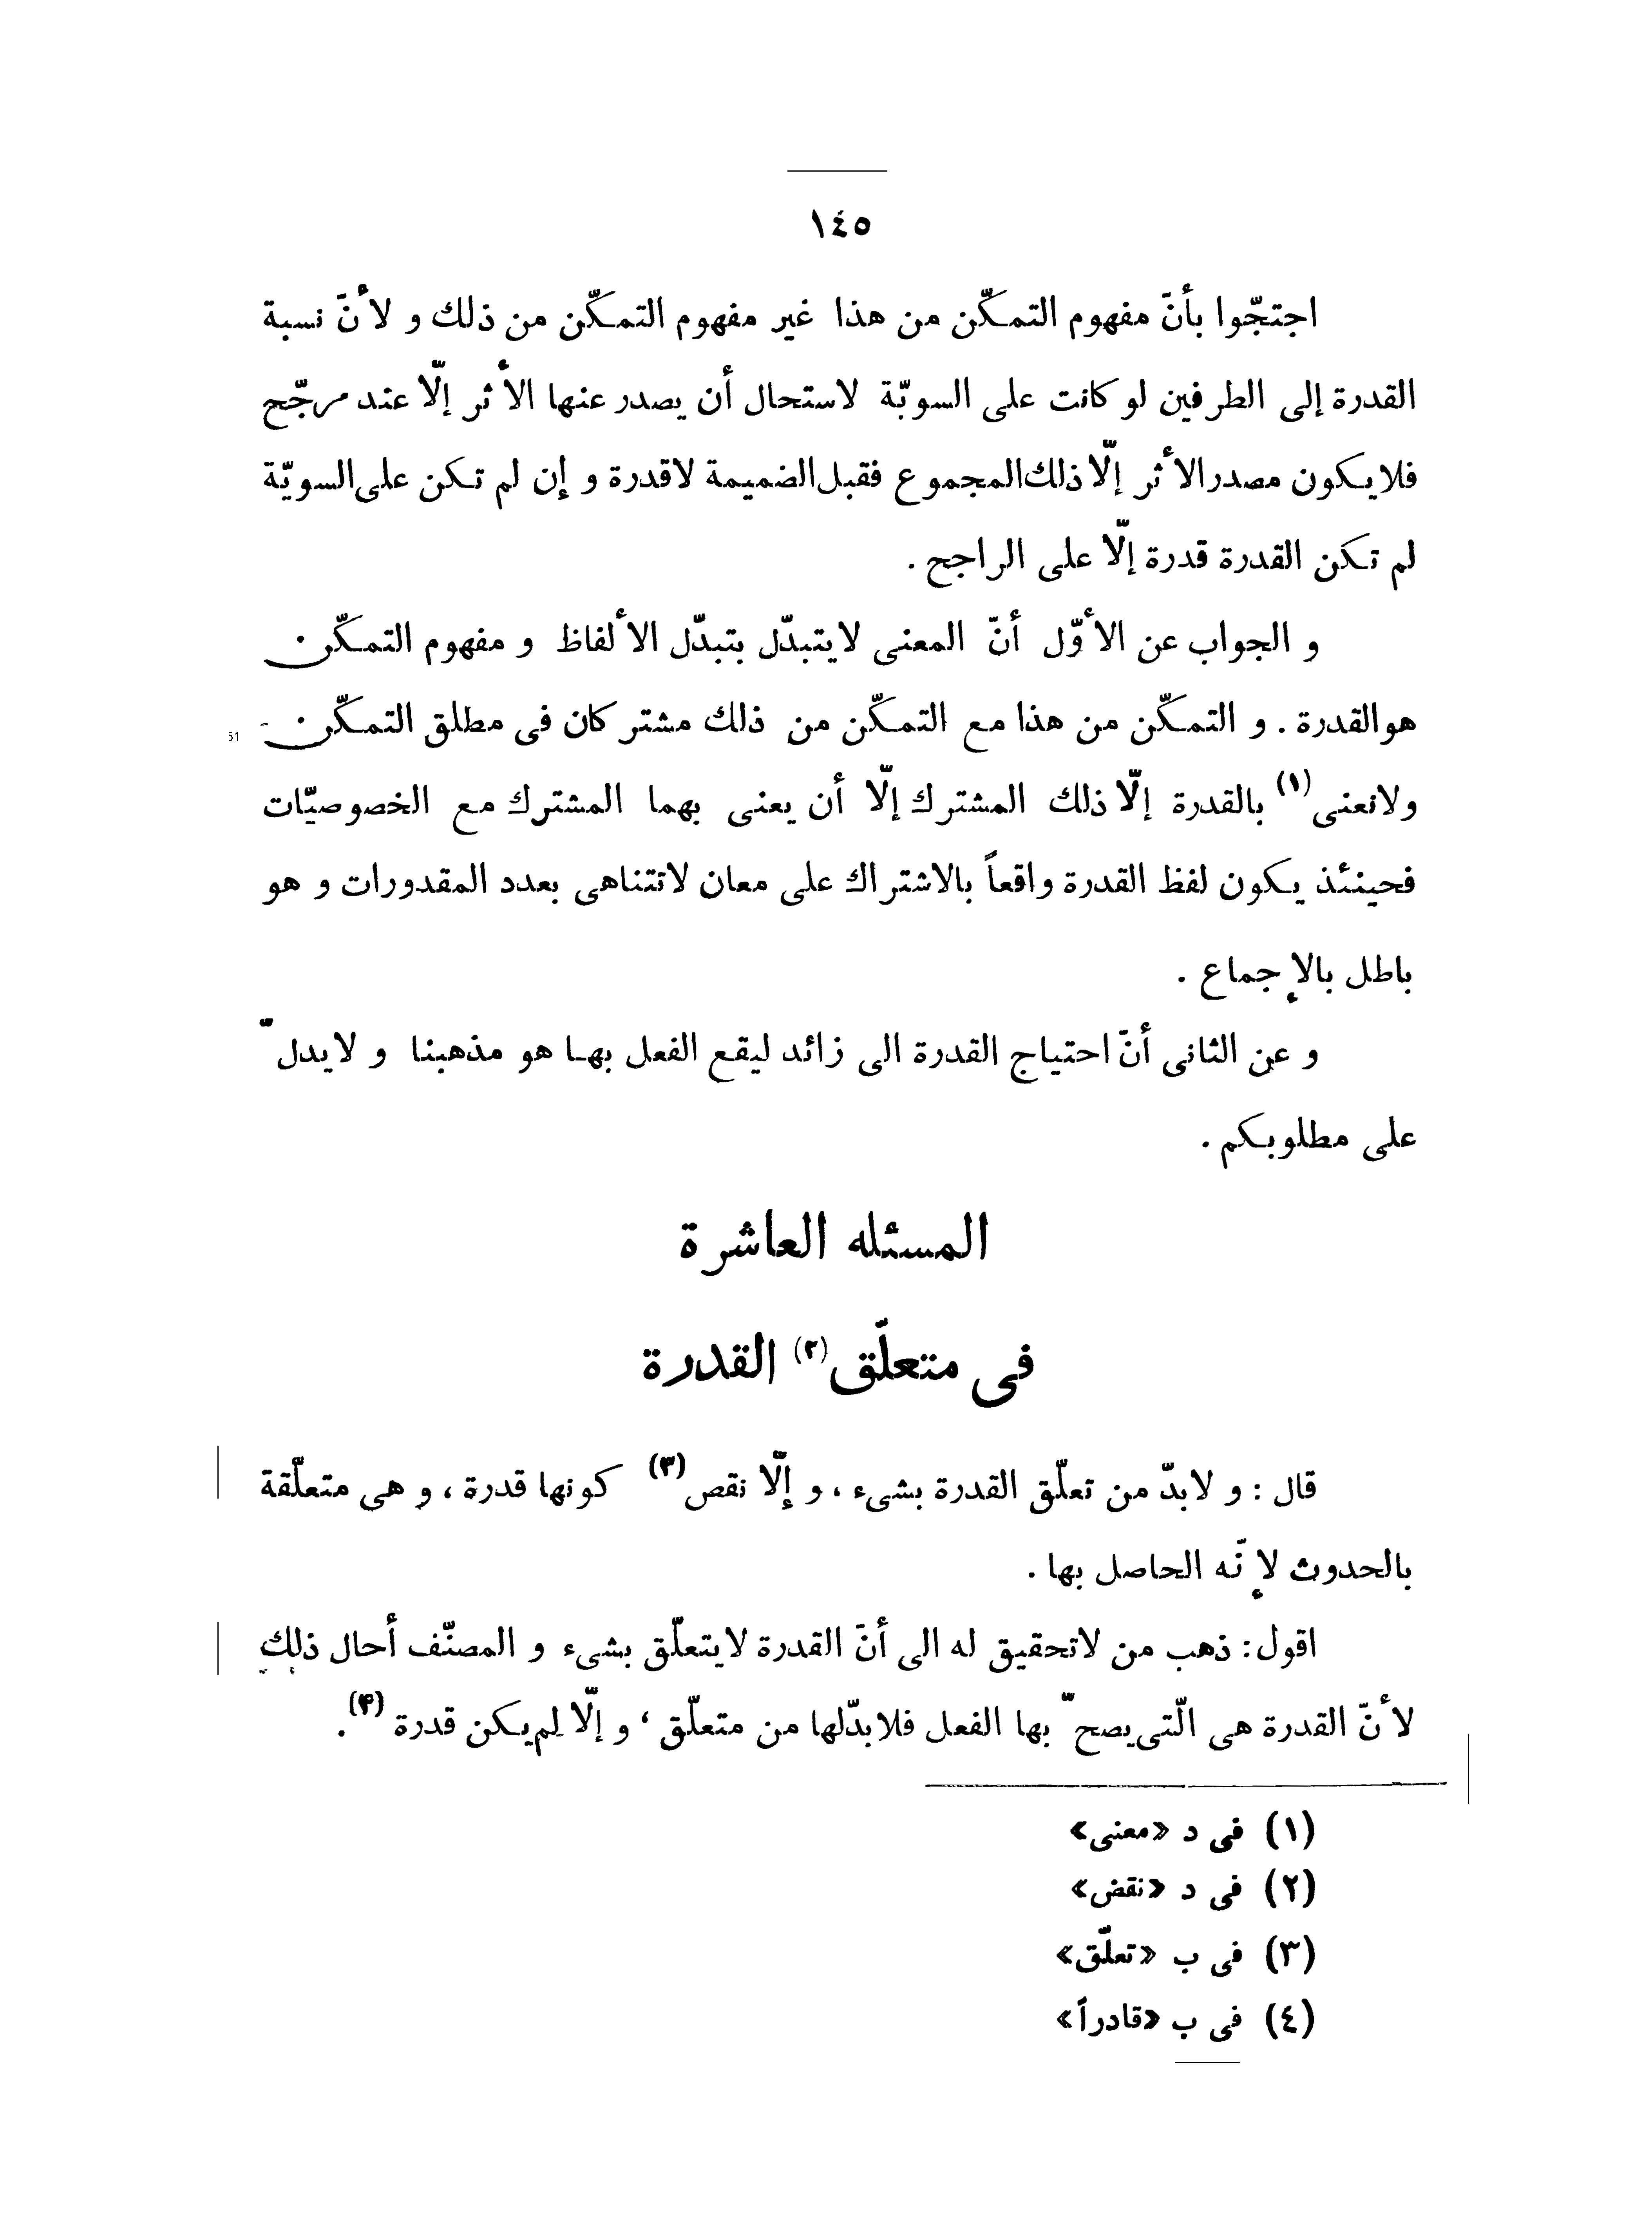 ١٤٥
اجتجّوا بأنّ مفهوم التمكّن من هذا غير مفهوم التمكّن من ذلك و لأنّ نسبة
القدرة إلى الطرفين لو كانت على السويّة لاستحال أن يصدر عنها الأثر إلّا عند مرجّح
فلايكون مصدر الأثر إلّا ذلك المجموع فقبل الضميمة لاقدرة و إن لم تكن على السويّة
لم تكن القدرة قدرة إلّا على الراجح .
و الجواب عن الأوّل أنّ المعنى لايتبدّل بتبدّل الألفاظ و مفهوم التمكّن
هو القدرة . و التمكّن من هذا مع التمكّن من ذلك مشتركان فى مطلق التمكّن
51
ولانعنى(١) بالقدرة إلّا ذلك المشترك إلّا أن يعنى بهما المشترك مع الخصوصيّات
فحينئذ يكون لفظ القدرة واقعاً بالاشتراك على معان لاتتناهى بعدد المقدورات و هو
باطل بالإجماع .
و عن الثانى أنّ احتياج القدرة الى زائد ليقع الفعل بها هو مذهبنا و لايدلّ
على مطلوبكم .
المسئله العاشرة
فى متعلّق(٢) القدرة
قال : و لابدّ من تعلّق القدرة بشىء ، و إلّا نقص(٣) كونها قدرة ، و هى متعلّقة
بالحدوث لإنّه الحاصل بها .
اقول : ذهب من لاتحقيق له الى أنّ القدرة لايتعلّق بشىء و المصنّف أحال ذلك
لأنّ القدرة هى الّتى يصحّ بها الفعل فلابدّلها من متعلّق ، و إلّا لم يكن قدرة (۴).
(١) فى د «معنى»
(٢) فى د «نقض»
(٣) فى ب «تعلّق»
(٤) فى ب «قادراً»